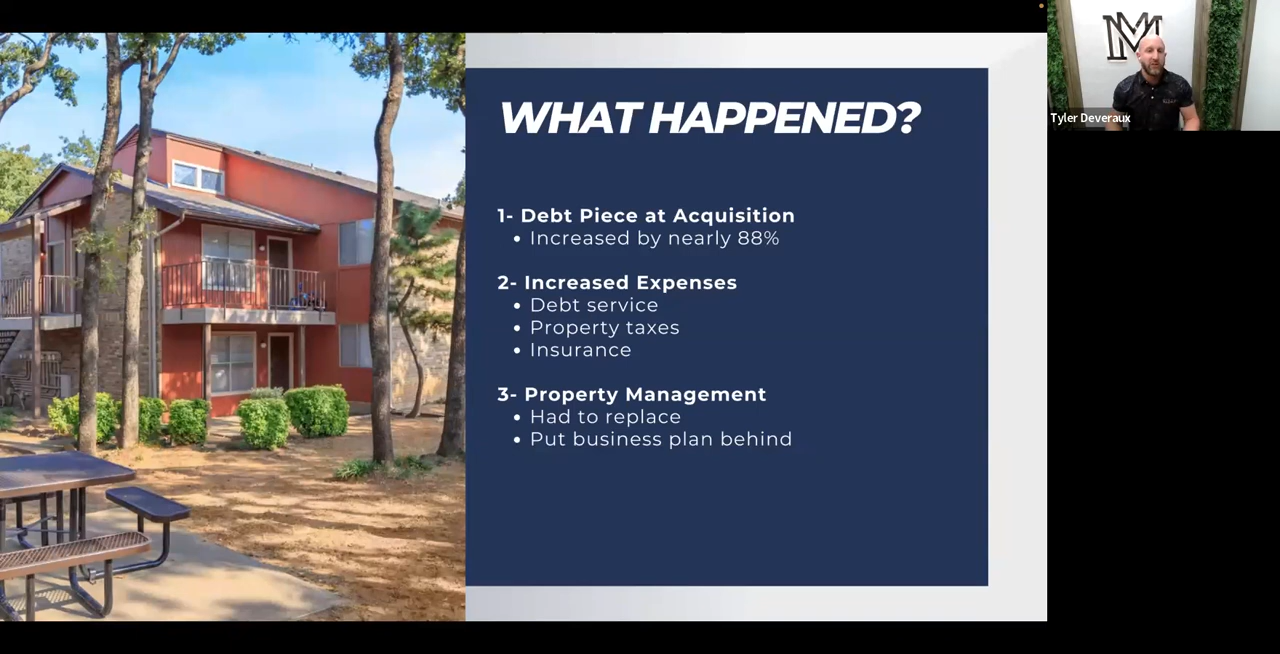 WHAT HAPPENED?
1- Debt Piece at Acquisition
• Increased by nearly 88%
2- Increased Expenses
• Debt service
• Property taxes
• Insurance
3- Property Management
• Had to replace
• Put business plan behind
Tyler Deveraux